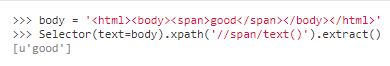 >>> body = '<html><body><span>good</span></body></html>'
>>> Selector(text=body).xpath('//span/text()').extract()
[u'good']